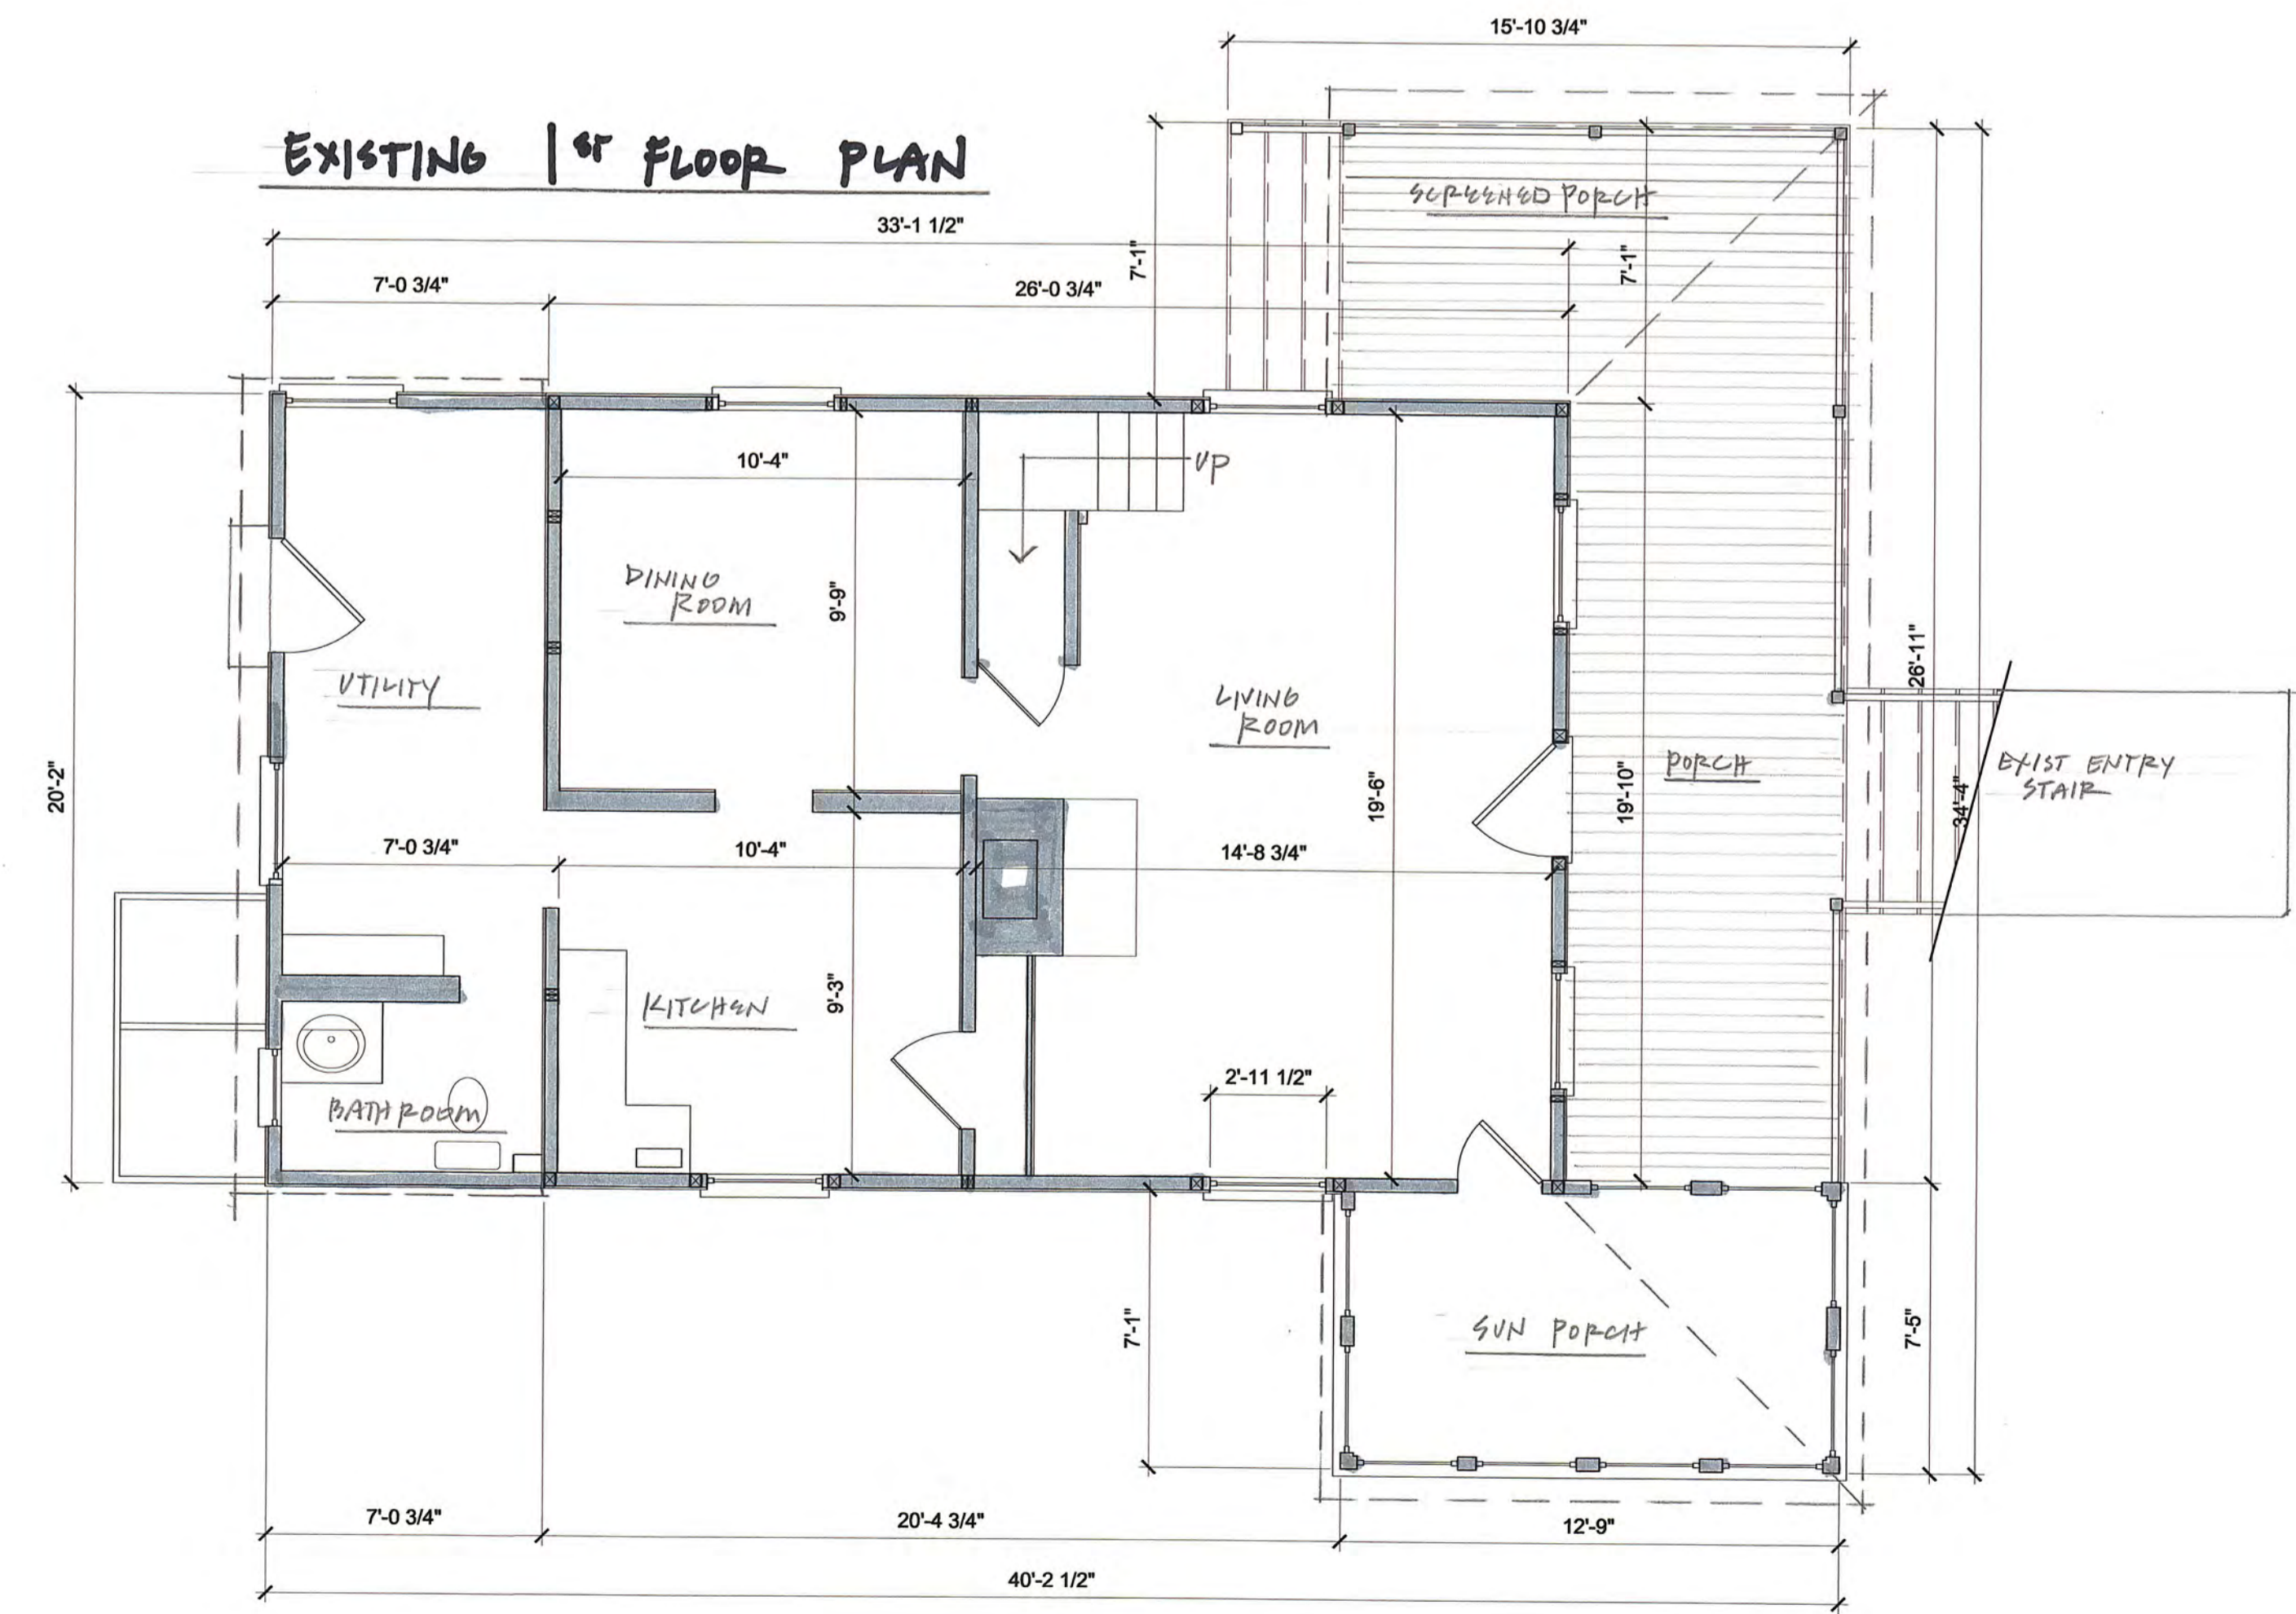 15'-10 3/4"
EXISTING 1ST FLOOR PLAN
SCREENED PORCH
33'-1 1/2"
7'-1"
7'-1"
7'-0 3/4"
26'-0 3/4"
10'-4"
UP
DINING
ROOM
9'-9"
UTILITY
LIVING
ROOM
26'-11"
20'-2"
19'-6"
19'-10"
PORCH
34'-4"
EXIST ENTRY
STAIR
7'-0 3/4"
10'-4"
14'-8 3/4"
KITCHEN
9'-3"
2'-11 1/2"
BATHROOM
7'-1"
SUN PORCH
7'-5"
7'-0 3/4"
20'-4 3/4"
12'-9"
40'-2 1/2"